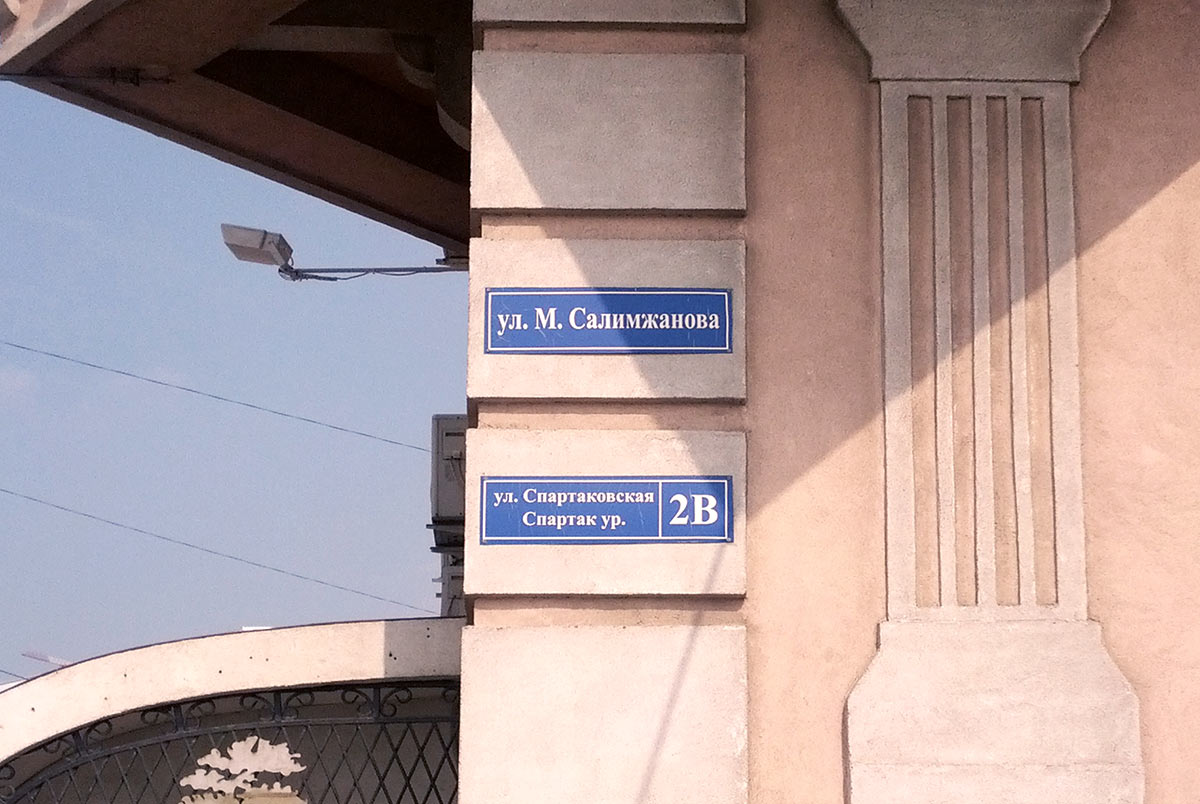 ул. М. Салимжанова
ул. Спартаковская
Спартак ур.
2В